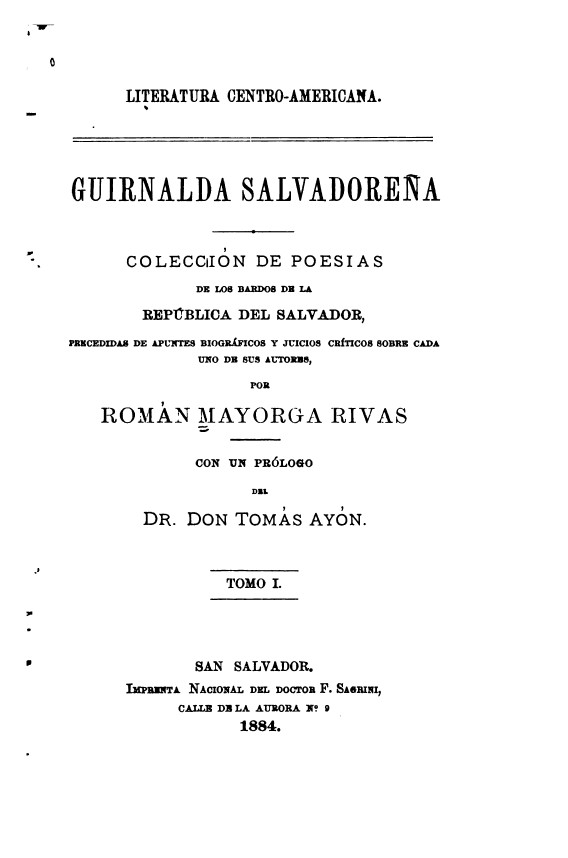 LITERATURA CENTRO-AMERICANA.
GUIRNALDA SALVADOREÑA
COLECCIÓN DE POESIAS
DE LOS BARDOS DE LA
REPÚBLICA DEL SALVADOR,
PRECEDIDAS DE APUNTES BIOGRÁFICOS Y JUICIOS CRÍTICOS SOBRE CADA
UNO DE SUS AUTORES,
POR
ROMÁN MAYORGA RIVAS
CON UN PRÓLOGO
DEL
DR. DON TOMÁS AYÓN.
TOMO I.
SAN SALVADOR.
IMPRENTA NACIONAL DEL DOCTOR F. SAGRINI,
CALLE DE LA AURORA Nº 9
1884.